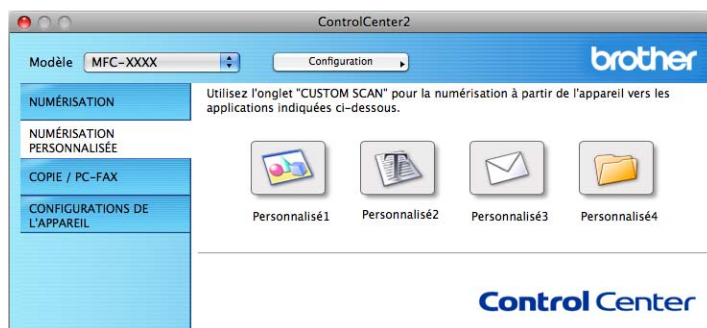 ControlCenter2
Modèle MFC-XXXX Configuration brother
NUMÉRISATION
NUMÉRISATION
PERSONNALISÉE
COPIE / PC-FAX
CONFIGURATIONS DE
L'APPAREIL
Utilisez l'onglet "CUSTOM SCAN" pour la numérisation à partir de l'appareil vers les
applications indiquées ci-dessous.
Personnalisé1 Personnalisé2 Personnalisé3 Personnalisé4
Control Center